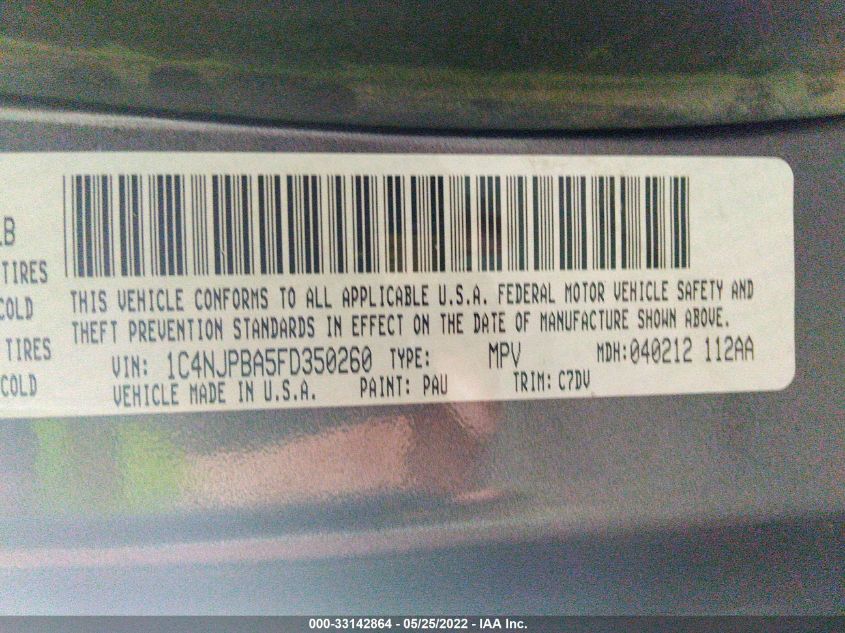 LB
TIRES
COLD
TIRES
COLD
THIS VEHICLE CONFORMS TO ALL APPLICABLE U.S.A. FEDERAL MOTOR VEHICLE SAFETY AND
THEFT PREVENTION STANDARDS IN EFFECT ON THE DATE OF MANUFACTURE SHOWN ABOVE.
VIN: 1C4NJPBA5FD350260 TYPE: MPV MDH:040212 112AA
VEHICLE MADE IN U.S.A. PAINT: PAU TRIM: C7DV
000-33142864 - 05/25/2022 - IAA Inc.